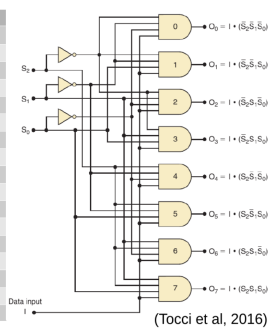 0 O₀ = I • (S̄₂S̄₁S̄₀)
1 O₁ = I • (S̄₂S̄₁S₀)
S₂
2 O₂ = I • (S̄₂S₁S̄₀)
S₁
S₀
3 O₃ = I • (S̄₂S₁S₀)
4 O₄ = I • (S₂S̄₁S̄₀)
5 O₅ = I • (S₂S̄₁S₀)
6 O₆ = I • (S₂S₁S̄₀)
7 O₇ = I • (S₂S₁S₀)
Data input
I
(Tocci et al, 2016)